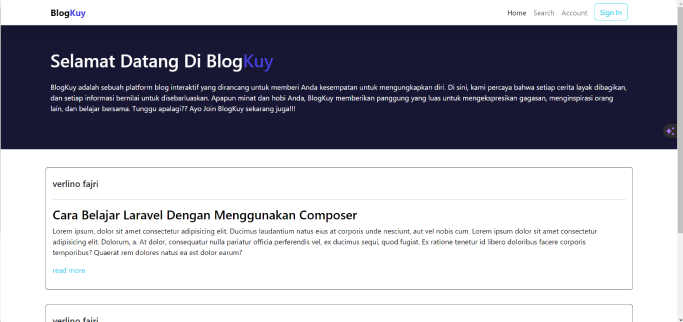 BlogKuy
Home Search Account Sign In
Selamat Datang Di BlogKuy
BlogKuy adalah sebuah platform blog interaktif yang dirancang untuk memberi Anda kesempatan untuk mengungkapkan diri. Di sini, kami percaya bahwa setiap cerita layak dibagikan,
dan setiap informasi bernilai untuk disebarluaskan. Apapun minat dan hobi Anda, BlogKuy memberikan panggung yang luas untuk mengekspresikan gagasan, menginspirasi orang
lain, dan belajar bersama. Tunggu apalagi?? Ayo Join BlogKuy sekarang juga!!!
verlino fajri
Cara Belajar Laravel Dengan Menggunakan Composer
Lorem ipsum, dolor sit amet consectetur adipisicing elit. Ducimus laudantium natus eius at corporis unde nesciunt, aut vel nobis cum. Lorem ipsum dolor sit amet consectetur
adipisicing elit. Dolorum, a. At dolor, consequatur nulla pariatur officia perferendis vel, ex ducimus sequi, quod fugiat. Ex ratione tenetur id libero doloribus facere corporis
temporibus? Quaerat rem dolores natus ea est dolor earum?
read more
verlino fajri